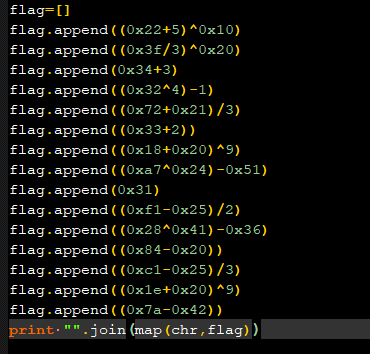 flag=[]
flag.append((0x22+5)^0x10)
flag.append((0x3f/3)^0x20)
flag.append(0x34+3)
flag.append((0x32^4)-1)
flag.append((0x72+0x21)/3)
flag.append((0x33+2))
flag.append((0x18+0x20)^9)
flag.append((0xa7^0x24)-0x51)
flag.append(0x31)
flag.append((0xf1-0x25)/2)
flag.append((0x28^0x41)-0x36)
flag.append((0x84-0x20))
flag.append((0xc1-0x25)/3)
flag.append((0x1e+0x20)^9)
flag.append((0x7a-0x42))
print "".join(map(chr,flag))